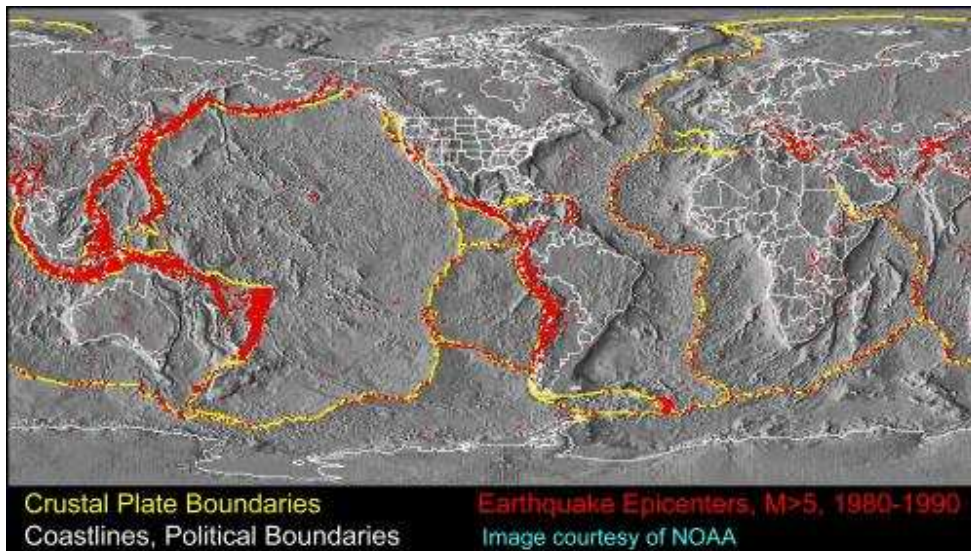 Crustal Plate Boundaries
Earthquake Epicenters, M>5, 1980-1990
Coastlines, Political Boundaries
Image courtesy of NOAA